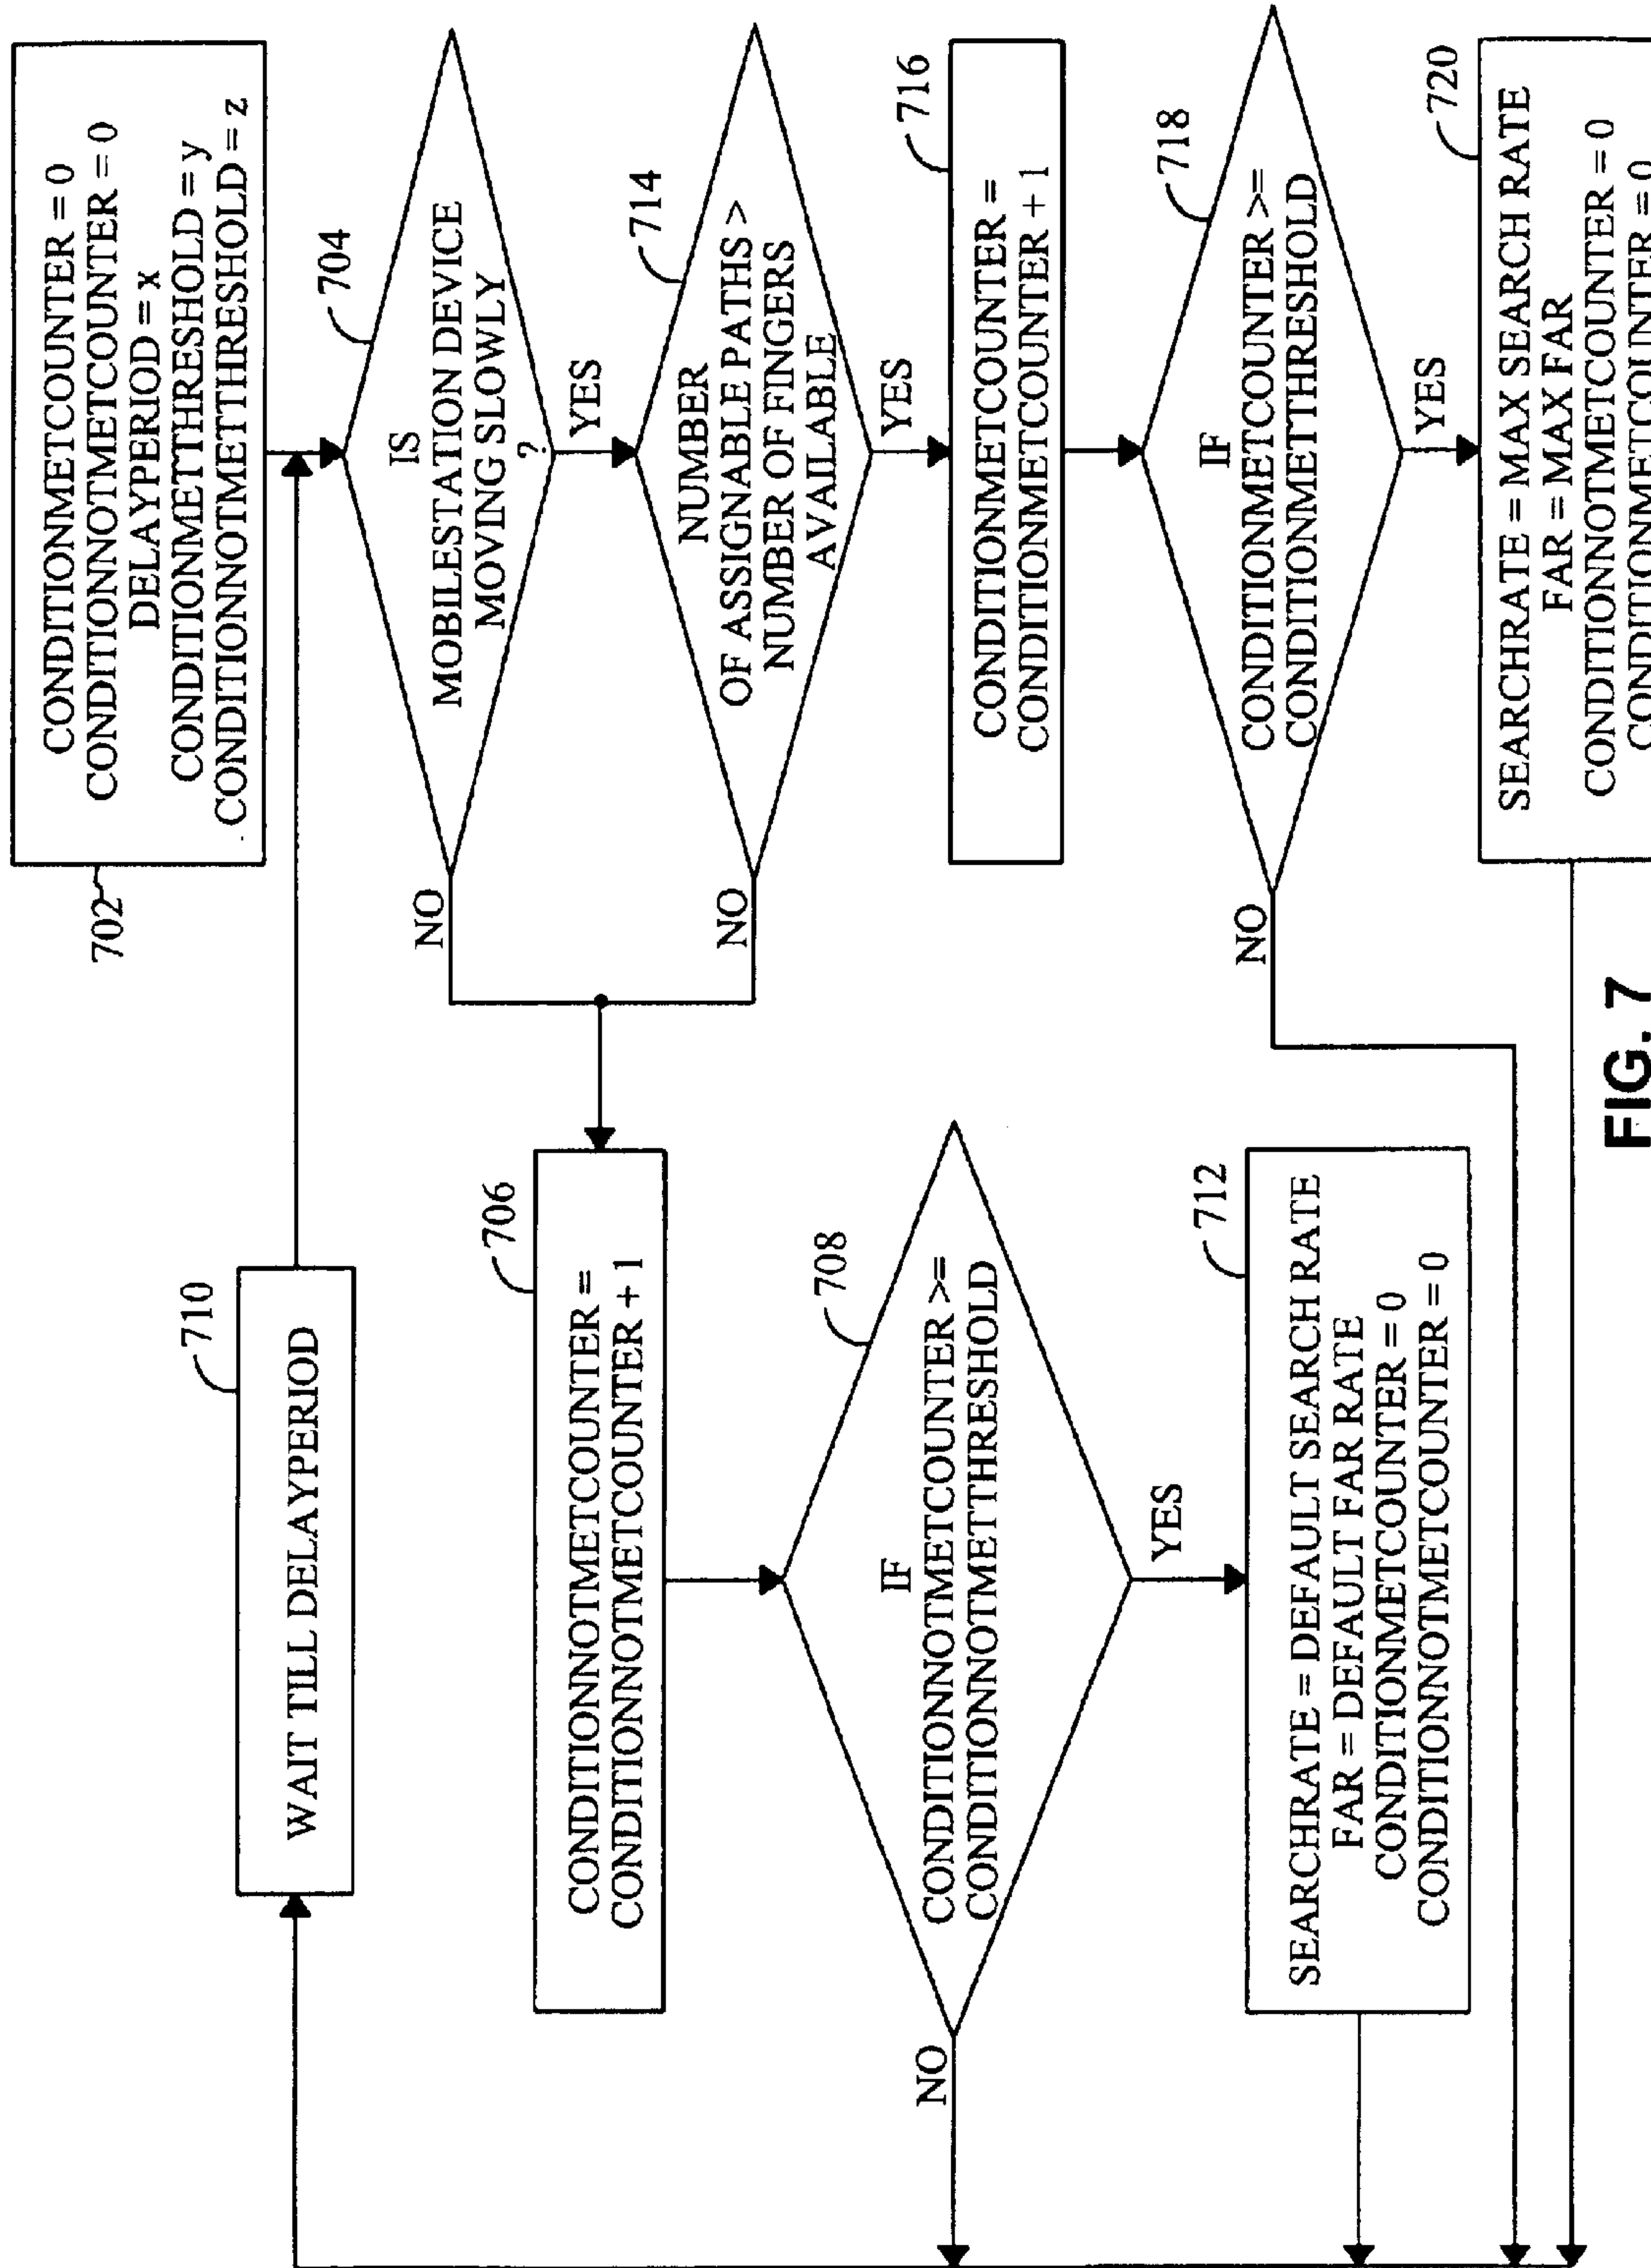 CONDITIONMETCOUNTER = 0
CONDITIONNOTMETCOUNTER = 0
DELAYPERIOD = x
CONDITIONMETTHRESHOLD = y
CONDITIONNOTMETTHRESHOLD = z
702
IS
MOBILESTATION DEVICE
MOVING SLOWLY
?
704
NO
YES
NUMBER
OF ASSIGNABLE PATHS >
NUMBER OF FINGERS
AVAILABLE
714
NO
YES
CONDITIONMETCOUNTER =
CONDITIONMETCOUNTER + 1
716
IF
CONDITIONMETCOUNTER >=
CONDITIONMETTHRESHOLD
718
NO
YES
SEARCHRATE = MAX SEARCH RATE
FAR = MAX FAR
CONDITIONNOTMETCOUNTER = 0
CONDITIONMETCOUNTER = 0
720
WAIT TILL DELAYPERIOD
710
CONDITIONNOTMETCOUNTER =
CONDITIONNOTMETCOUNTER + 1
706
IF
CONDITIONNOTMETCOUNTER >=
CONDITIONNOTMETTHRESHOLD
708
NO
YES
SEARCHRATE = DEFAULT SEARCH RATE
FAR = DEFAULT FAR RATE
CONDITIONMETCOUNTER = 0
CONDITIONNOTMETCOUNTER = 0
712
FIG. 7